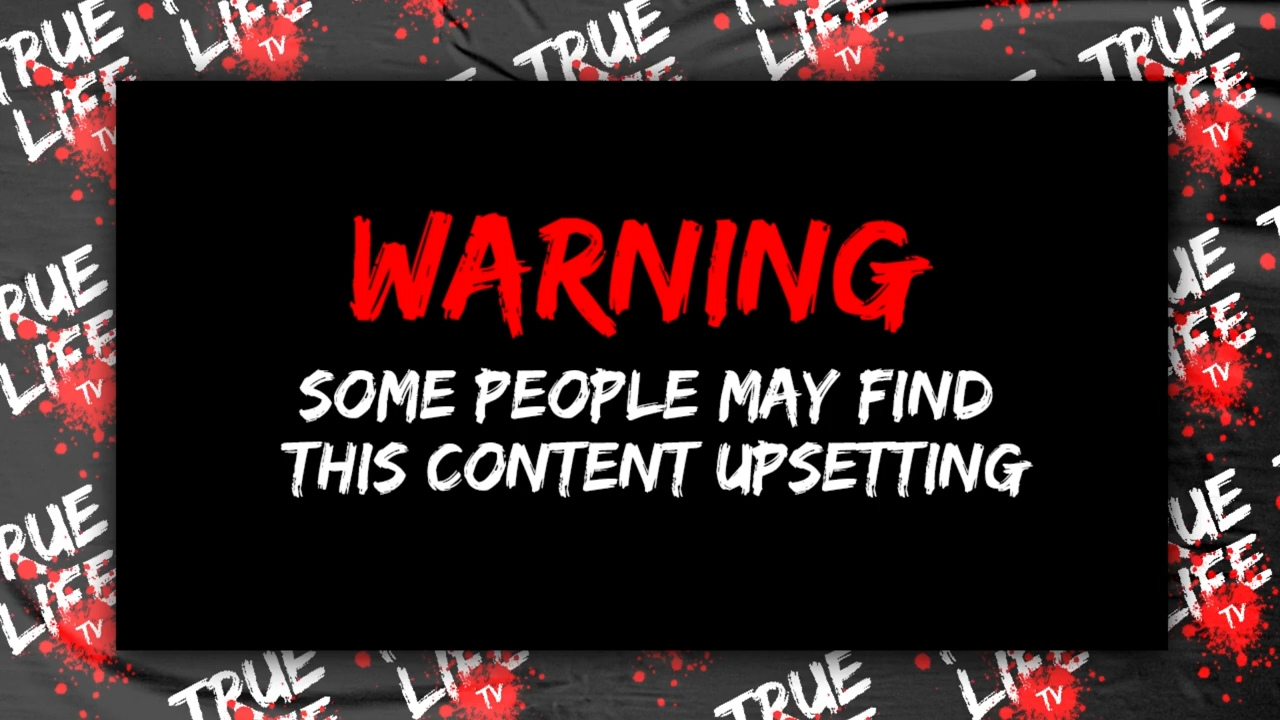 TRUE
LIFE
TV
WARNING
SOME PEOPLE MAY FIND
THIS CONTENT UPSETTING